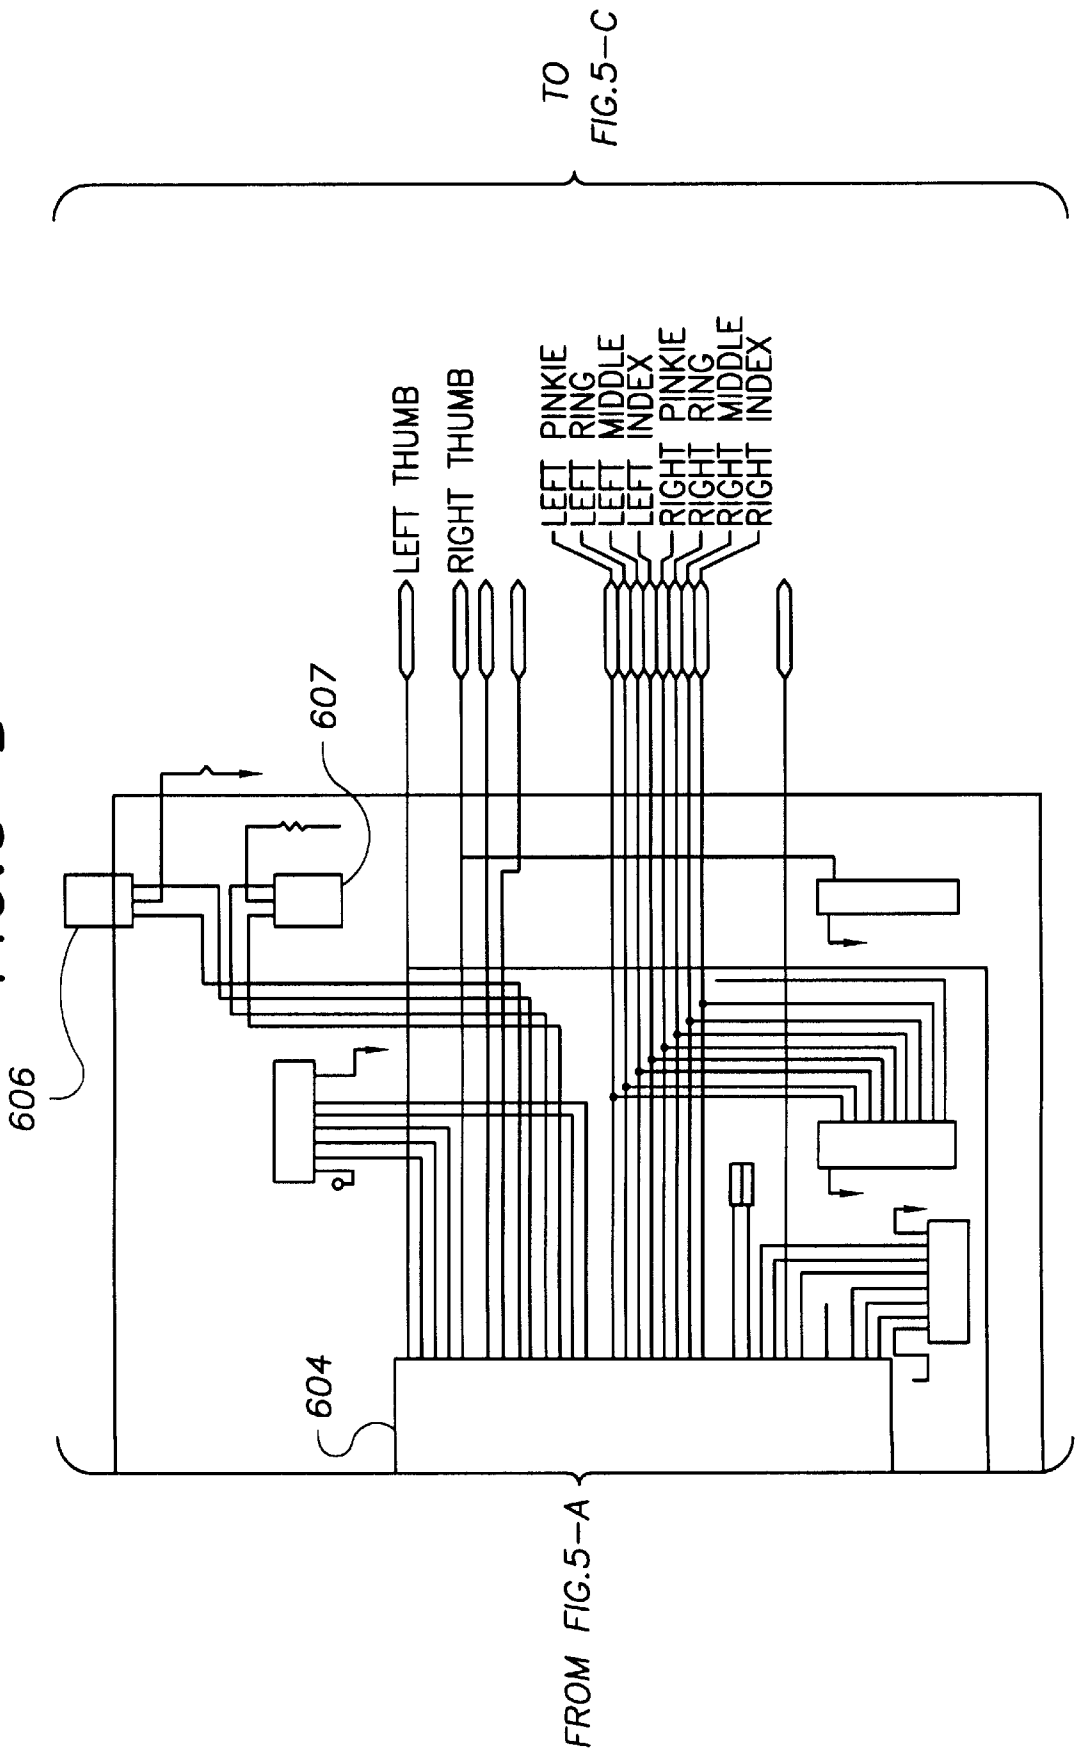 606
607
LEFT THUMB
RIGHT THUMB
LEFT PINKIE
LEFT RING
LEFT MIDDLE
LEFT INDEX
RIGHT PINKIE
RIGHT RING
RIGHT MIDDLE
RIGHT INDEX
604
FROM FIG.5-A
TO
FIG.5-C